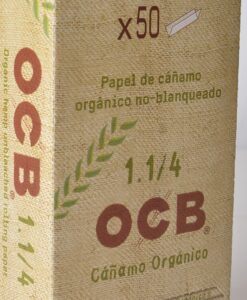 x50
Papel de cáñamo
orgánico no-blanqueado
1.1/4
OCB®
Cáñamo Orgánico
OCB® 1.1/4
Organic hemp unbleached rolling paper